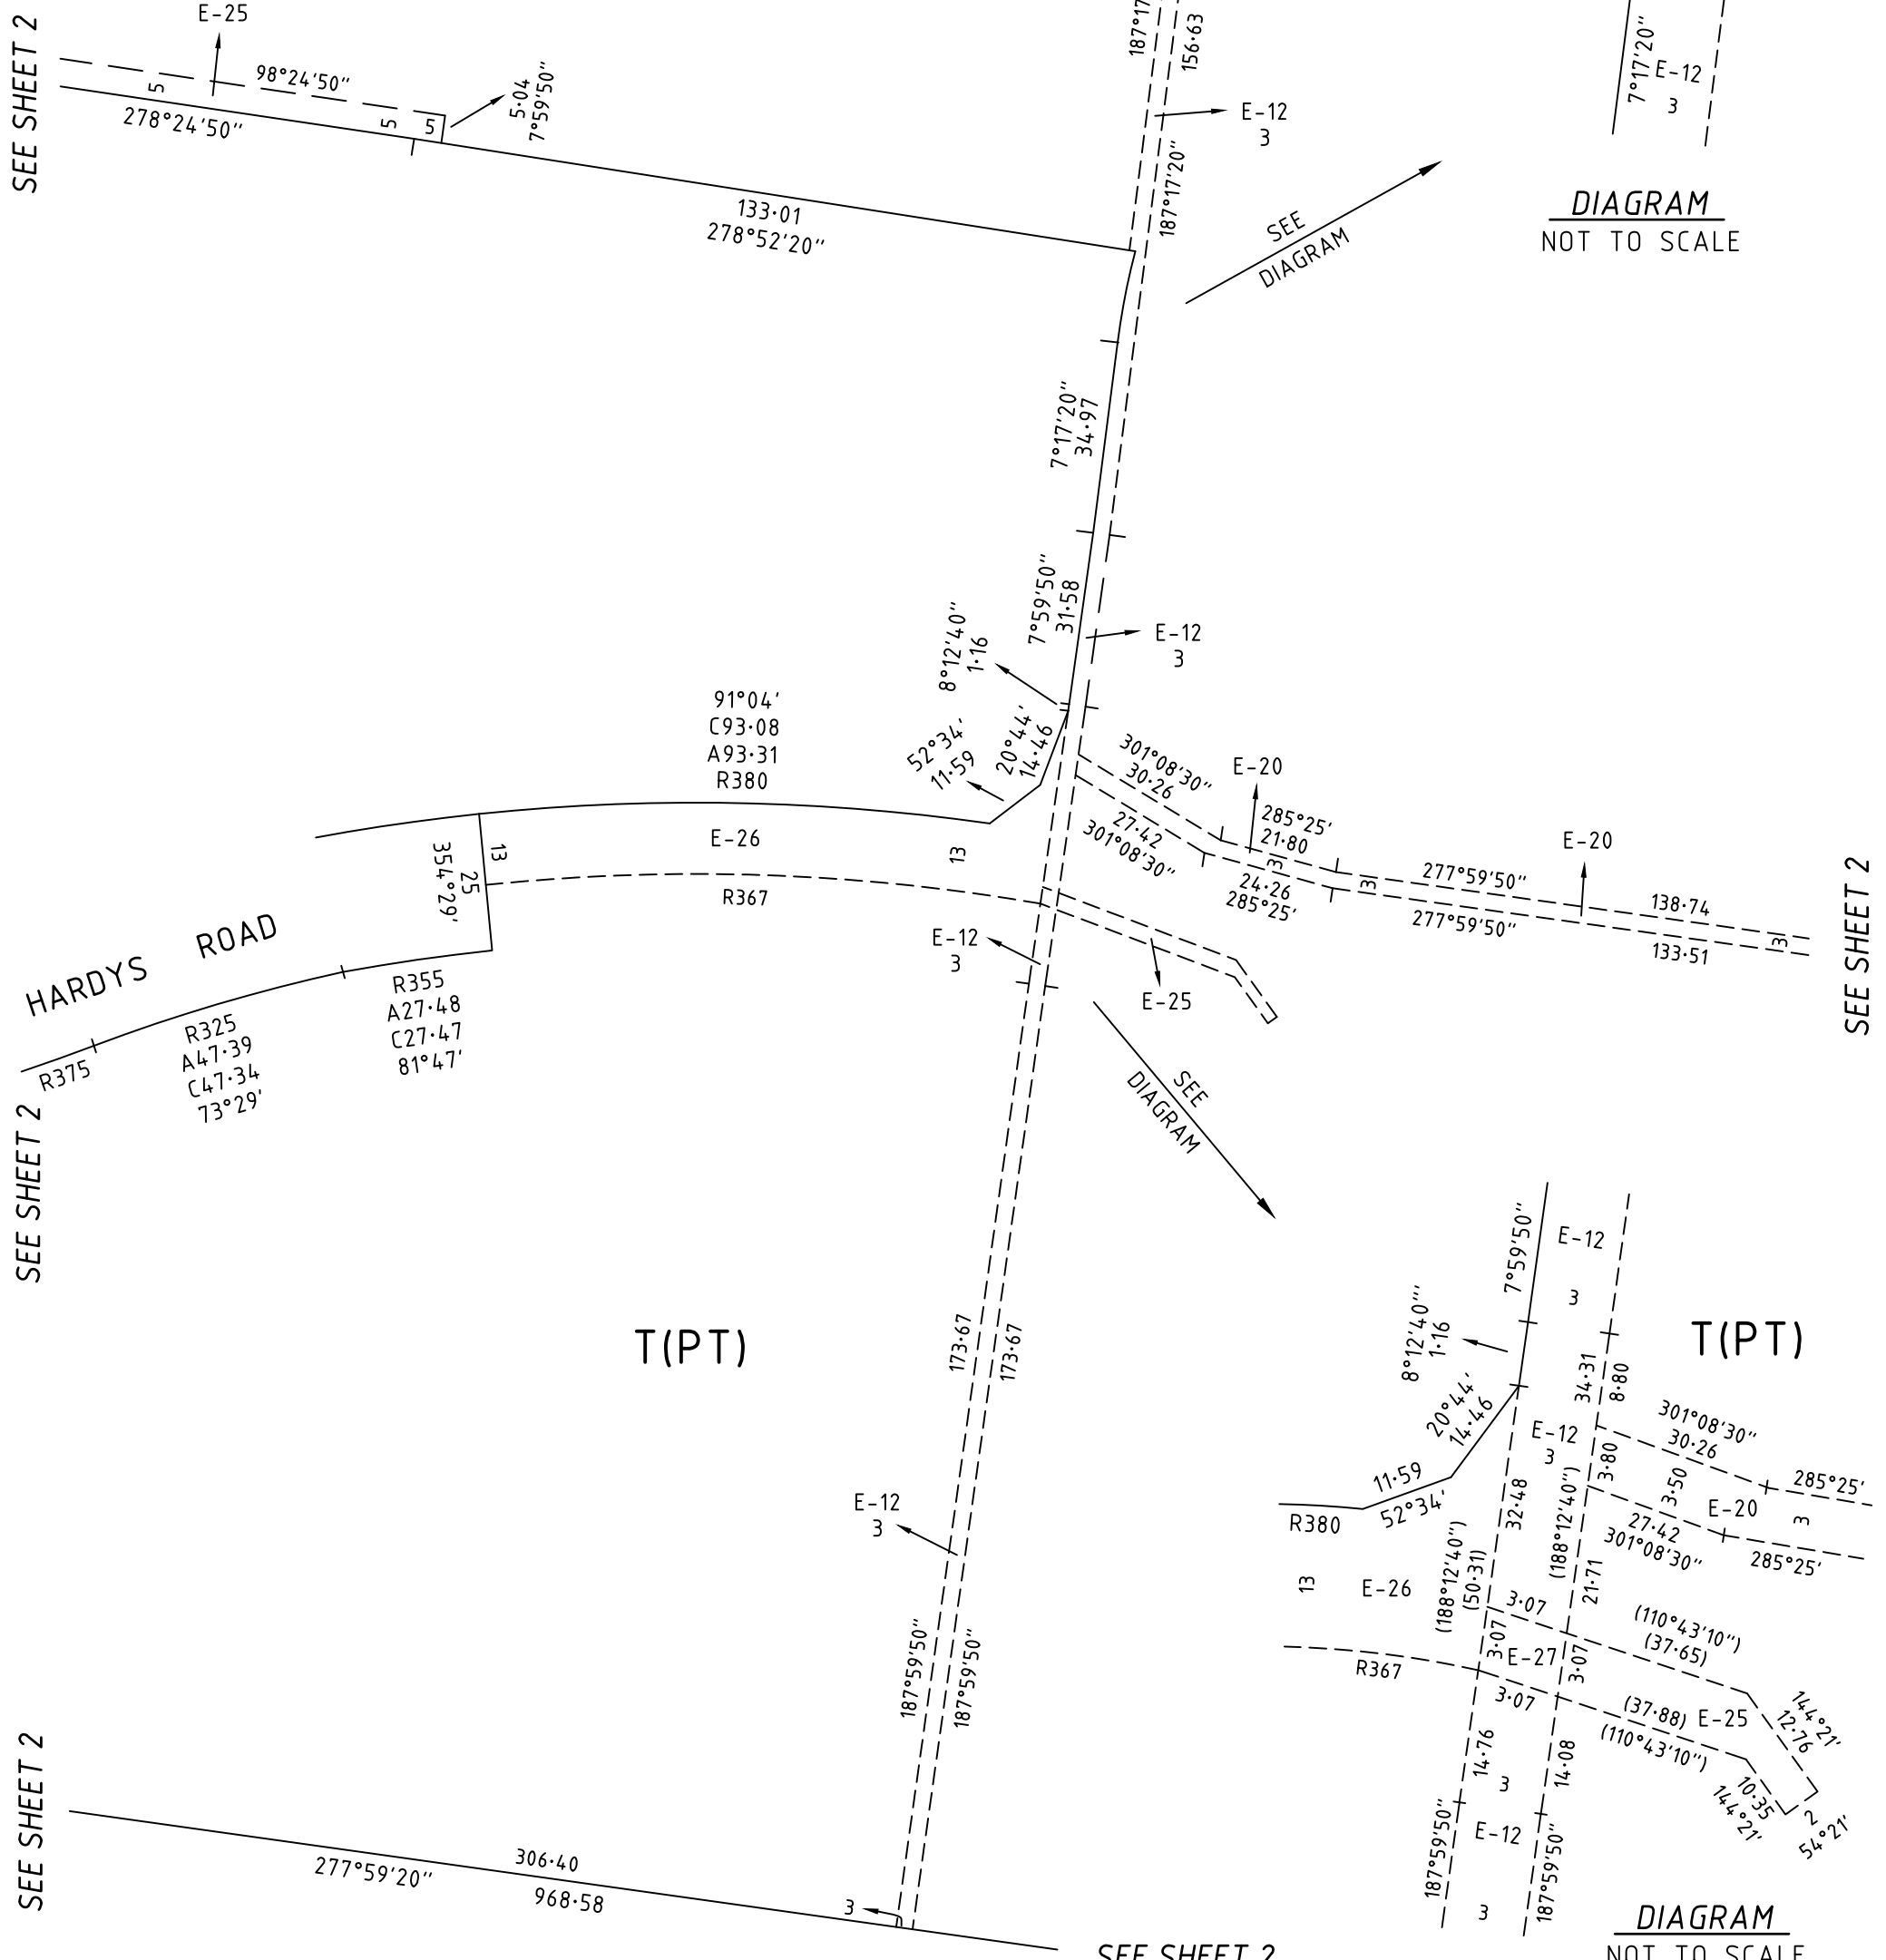 SEE SHEET 2
E-25
5
98°24'50"
278°24'50"
5
5
5·04
7°59'50"
133·01
278°52'20"
187°17
156·63
E-12
3
187°17'20"
SEE
DIAGRAM
7°17'20"
E-12
3
DIAGRAM
NOT TO SCALE
7°17'20"
34·97
7°59'50"
31·58
8°12'40"
1·16
E-12
3
91°04'
C93·08
A93·31
R380
52°34'
11·59
20°44'
14·46
301°08'30"
30·26
27·42
301°08'30"
E-20
285°25'
21·80
3
24·26
285°25'
3
277°59'50"
E-20
138·74
277°59'50"
133·51
3
SEE SHEET 2
13
25
354°29'
E-26
13
R367
HARDYS ROAD
R375
R325
A47·39
C47·34
73°29'
R355
A27·48
C27·47
81°47'
E-12
3
E-25
SEE
DIAGRAM
SEE SHEET 2
T(PT)
173·67
173·67
E-12
3
187°59'50"
187°59'50"
7°59'50"
E-12
3
8°12'40"'
1·16
T(PT)
34·31
8·80
20°44'
14·46
E-12
3
301°08'30"
30·26
285°25'
3·80
3·50
E-20
3
11·59
52°34'
R380
32·48
(188°12'40")
27·42
301°08'30"
285°25'
(188°12'40")
(50·31)
21·71
13
E-26
3·07
(110°43'10")
(37·65)
3·07
E-27
3·07
R367
3·07
(37·88)
(110°43'10")
E-25
144°21'
12·76
14·76
3
14·08
10·35
144°21'
2
54°21'
187°59'50"
E-12
187°59'50"
3
SEE SHEET 2
306·40
277°59'20"
968·58
3
SEE SHEET 2
DIAGRAM
NOT TO SCALE